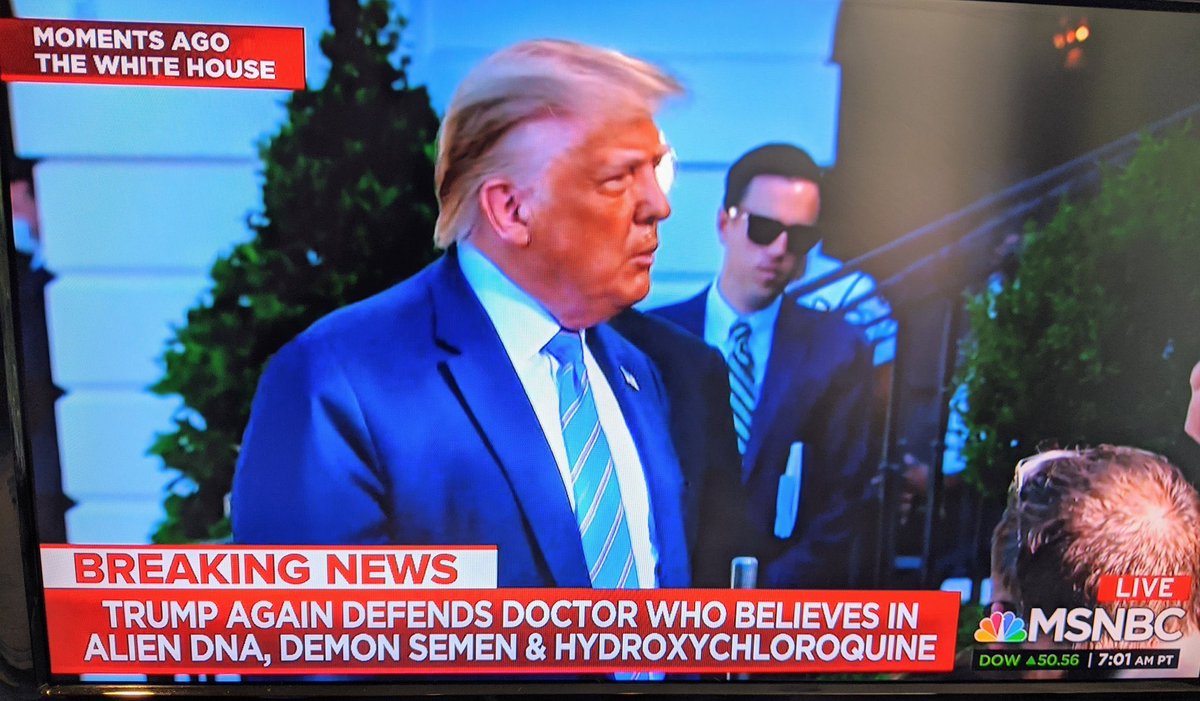 MOMENTS AGO
THE WHITE HOUSE
BREAKING NEWS
TRUMP AGAIN DEFENDS DOCTOR WHO BELIEVES IN
ALIEN DNA, DEMON SEMEN & HYDROXYCHLOROQUINE
LIVE
MSNBC
DOW ▲50.56 | 7:01 AM PT